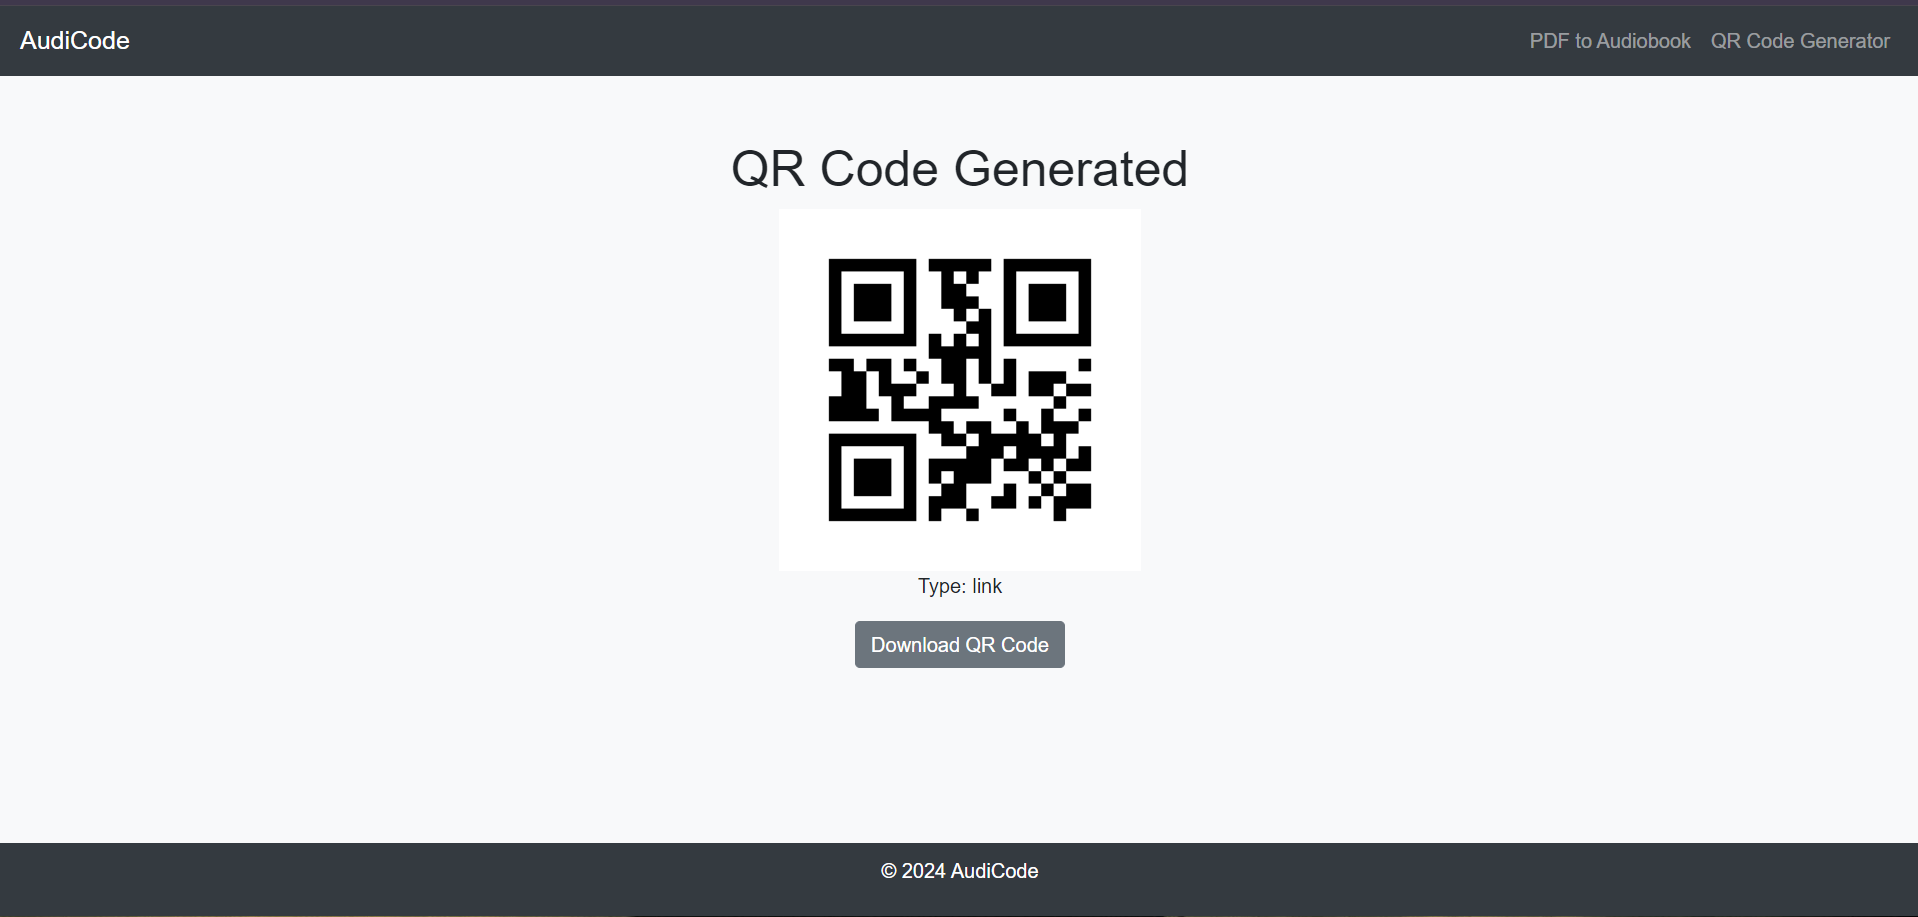 AudiCode
PDF to Audiobook QR Code Generator
QR Code Generated
Type: link
Download QR Code
© 2024 AudiCode